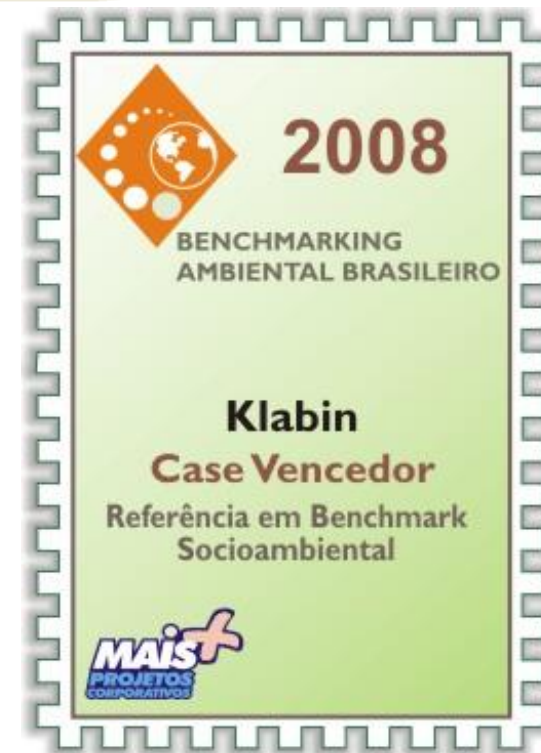 2008
BENCHMARKING
AMBIENTAL BRASILEIRO
Klabin
Case Vencedor
Referência em Benchmark
Socioambiental
MAIS+
PROJETOS
CORPORATIVOS